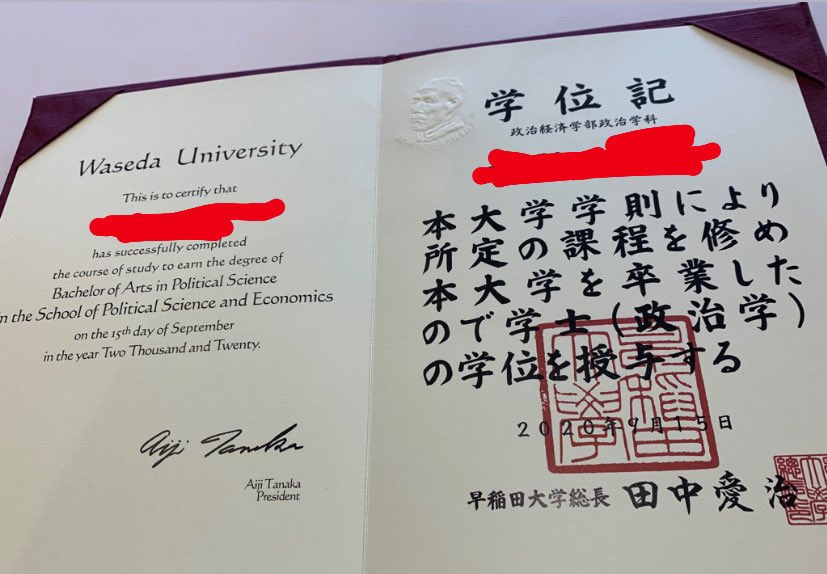 Waseda University
This is to certify that
has successfully completed
the course of study to earn the degree of
Bachelor of Arts in Political Science
in the School of Political Science and Economics
on the 15th day of September
in the year Two Thousand and Twenty.
Aiji Tanaka
Aiji Tanaka
President
学位記
政治経済学部政治学科
本大学学則により
所定の課程を修め
本大学を卒業した
ので学士(政治学)
の学位を授与する
2020年9月15日
早稲田大学総長 田中愛治